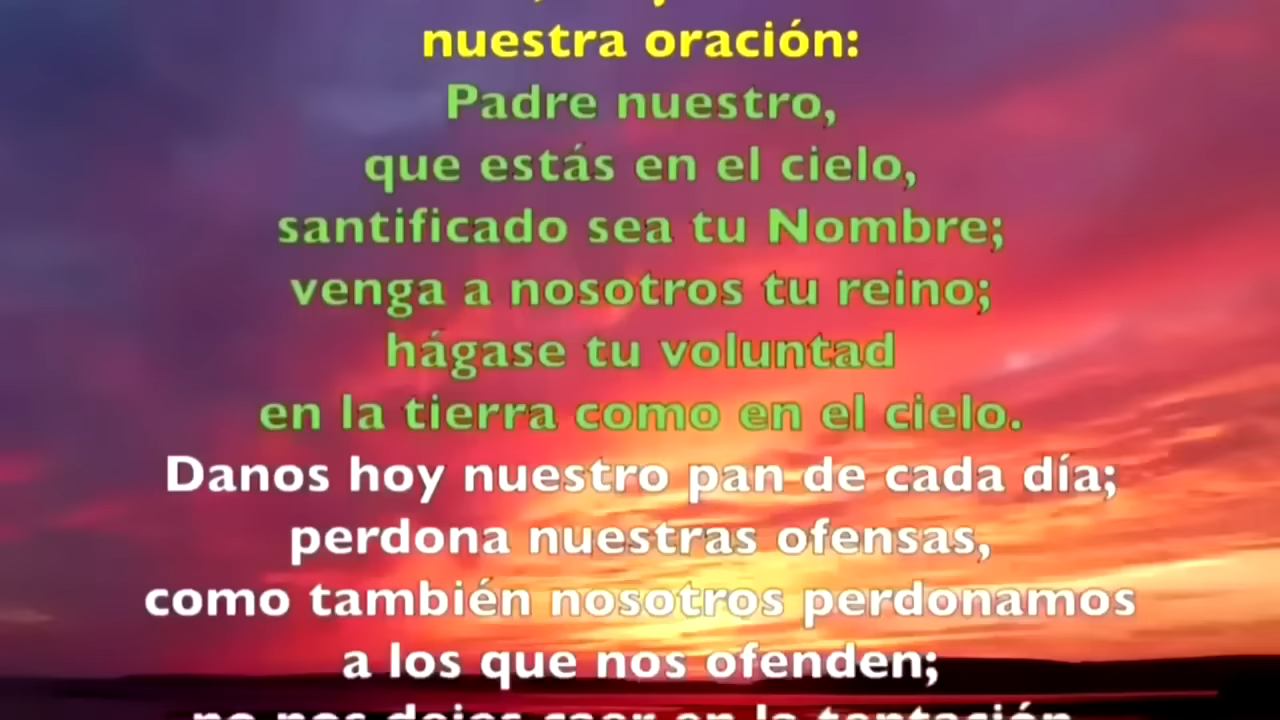 nuestra oración:
Padre nuestro,
que estás en el cielo,
santificado sea tu Nombre;
venga a nosotros tu reino;
hágase tu voluntad
en la tierra como en el cielo.
Danos hoy nuestro pan de cada día;
perdona nuestras ofensas,
como también nosotros perdonamos
a los que nos ofenden;
no nos dejes caer en la tentación